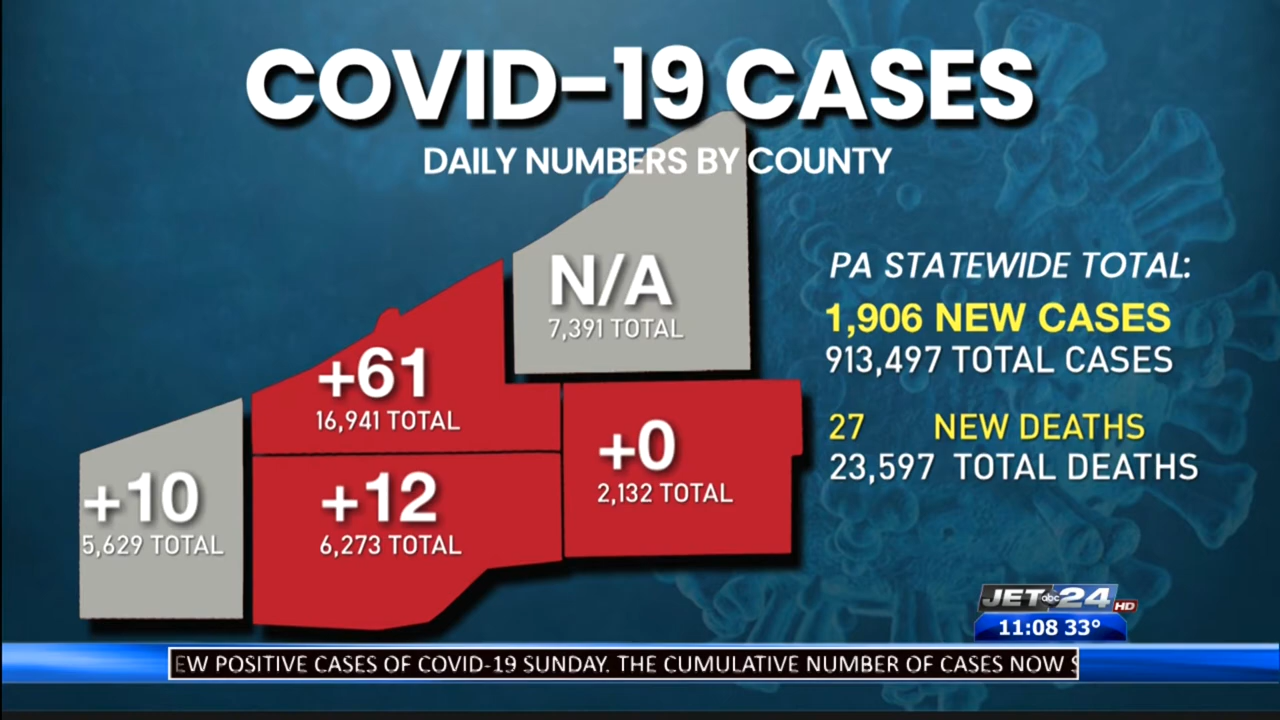 COVID-19 CASES
DAILY NUMBERS BY COUNTY
N/A
7,391 TOTAL
+61
16,941 TOTAL
+0
2,132 TOTAL
+10
5,629 TOTAL
+12
6,273 TOTAL
PA STATEWIDE TOTAL:
1,906 NEW CASES
913,497 TOTAL CASES
27 NEW DEATHS
23,597 TOTAL DEATHS
JET abc 24 HD
11:08 33°
EW POSITIVE CASES OF COVID-19 SUNDAY. THE CUMULATIVE NUMBER OF CASES NOW S